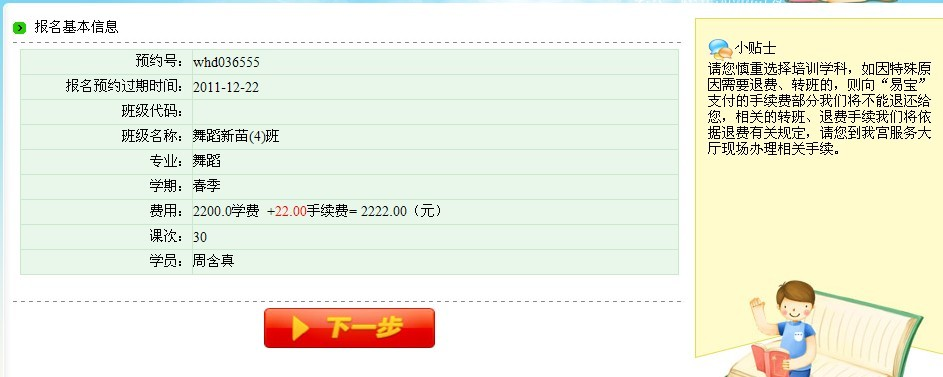 报名基本信息
预约号：whd036555
报名预约过期时间：2011-12-22
班级代码：
班级名称：舞蹈新苗(4)班
专业：舞蹈
学期：春季
费用：2200.0学费 +22.00手续费= 2222.00（元）
课次：30
学员：周含真
下一步
小贴士
请您慎重选择培训学科，如因特殊原
因需要退费、转班的，则向“易宝”
支付的手续费部分我们将不能退还给
您，相关的转班、退费手续我们将依
据退费有关规定，请您到我宫服务大
厅现场办理相关手续。